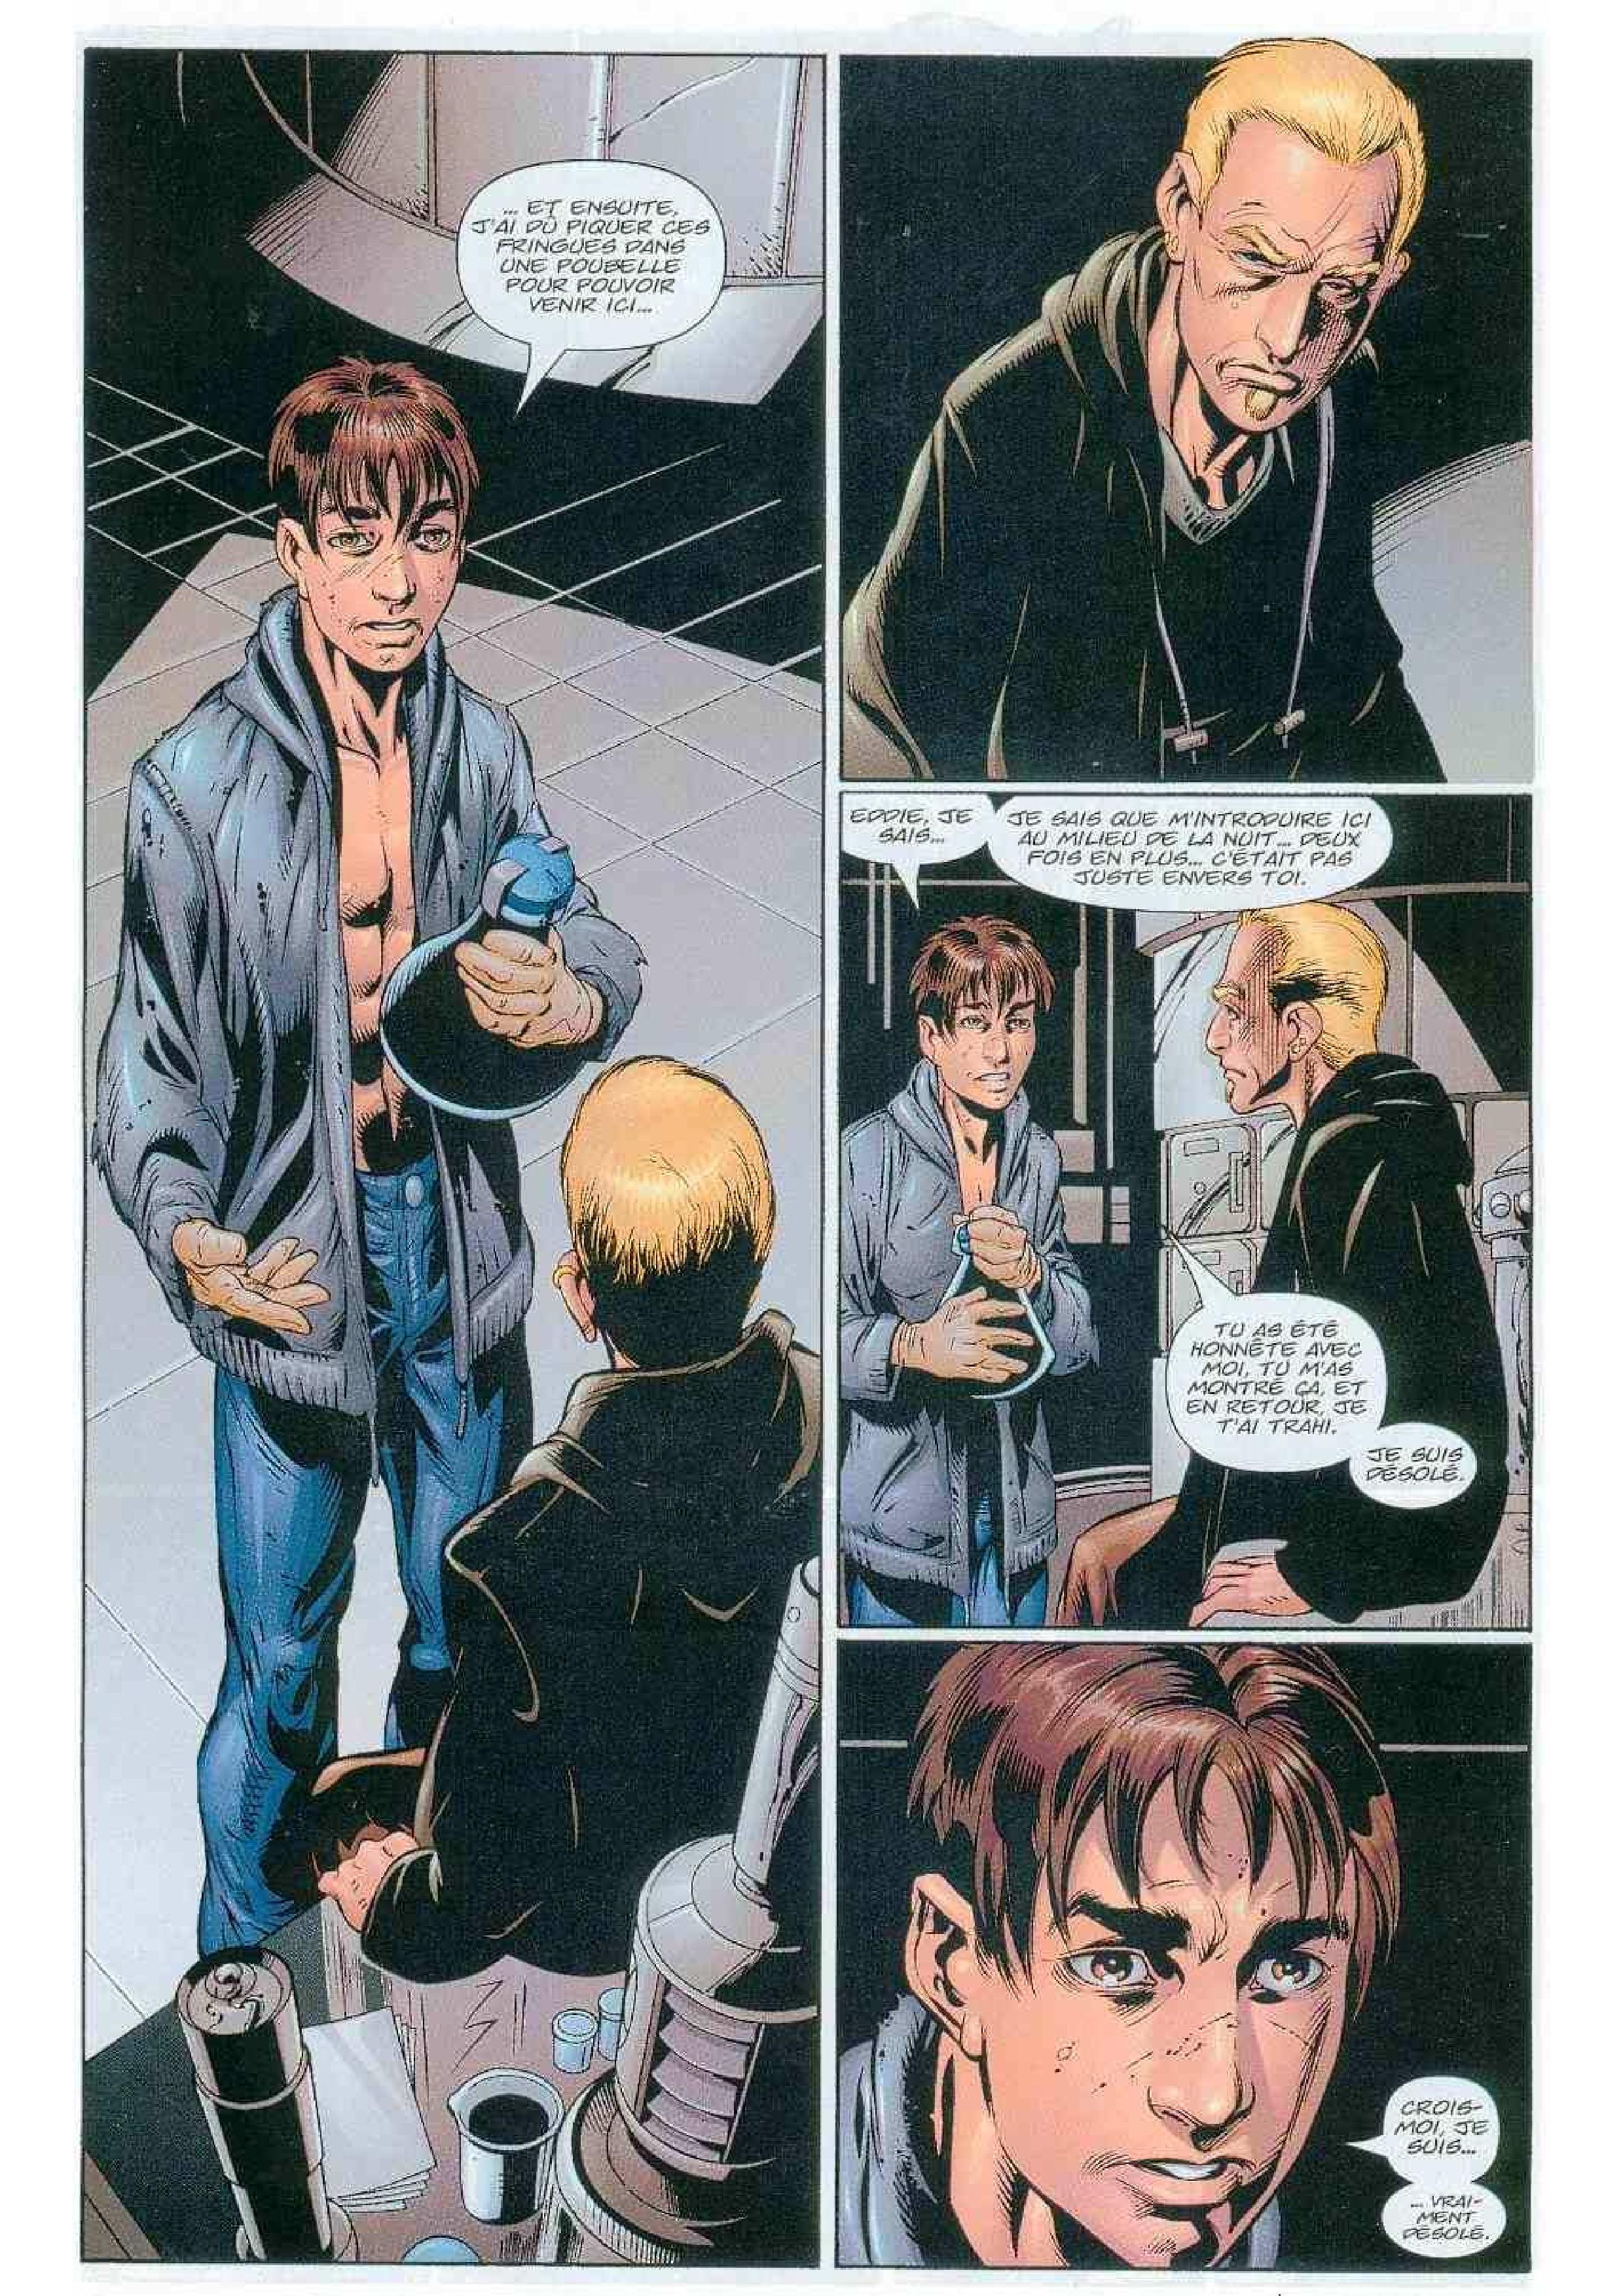 ... ET ENSUITE,
J'AI DÛ PIQUER CES
FRINGUES DANS
UNE POUBELLE
POUR POUVOIR
VENIR ICI...
EDDIE, JE
SAIS...
JE SAIS QUE M'INTRODUIRE ICI
AU MILIEU DE LA NUIT... DEUX
FOIS EN PLUS... C'ÉTAIT PAS
JUSTE ENVERS TOI.
TU AS ÉTÉ
HONNÊTE AVEC
MOI, TU M'AS
MONTRÉ ÇA, ET
EN RETOUR, JE
T'AI TRAHI.
JE SUIS
DÉSOLÉ.
CROIS-
MOI, JE
SUIS...
... VRAI-
MENT
DÉSOLÉ.